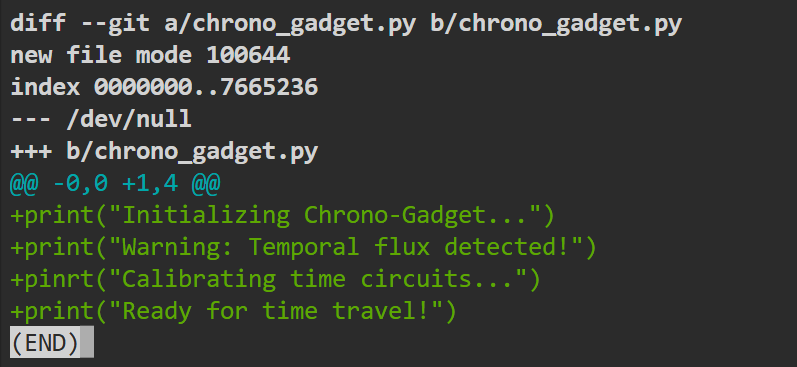 diff --git a/chrono_gadget.py b/chrono_gadget.py
new file mode 100644
index 0000000..7665236
--- /dev/null
+++ b/chrono_gadget.py
@@ -0,0 +1,4 @@
+print("Initializing Chrono-Gadget...")
+print("Warning: Temporal flux detected!")
+pinrt("Calibrating time circuits...")
+print("Ready for time travel!")
(END)